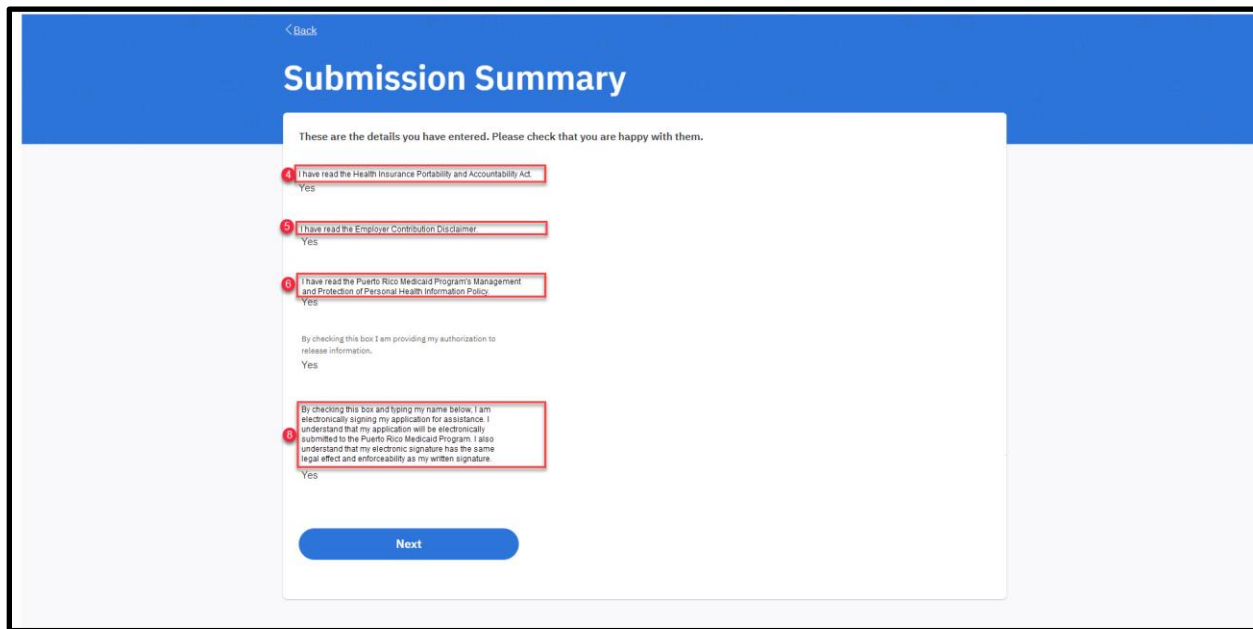 Back
Submission Summary
These are the details you have entered. Please check that you are happy with them.
4 I have read the Health Insurance Portability and Accountability Act.
Yes
5 I have read the Employer Contribution Disclaimer.
Yes
6 I have read the Puerto Rico Medicaid Program's Management
and Protection of Personal Health Information Policy.
Yes
By checking this box I am providing my authorization to
release information.
Yes
By checking this box and typing my name below, I am
electronically signing my application for assistance. I
understand that my application will be electronically
8 submitted to the Puerto Rico Medicaid Program. I also
understand that my electronic signature has the same
legal effect and enforceability as my written signature.
Yes
Next